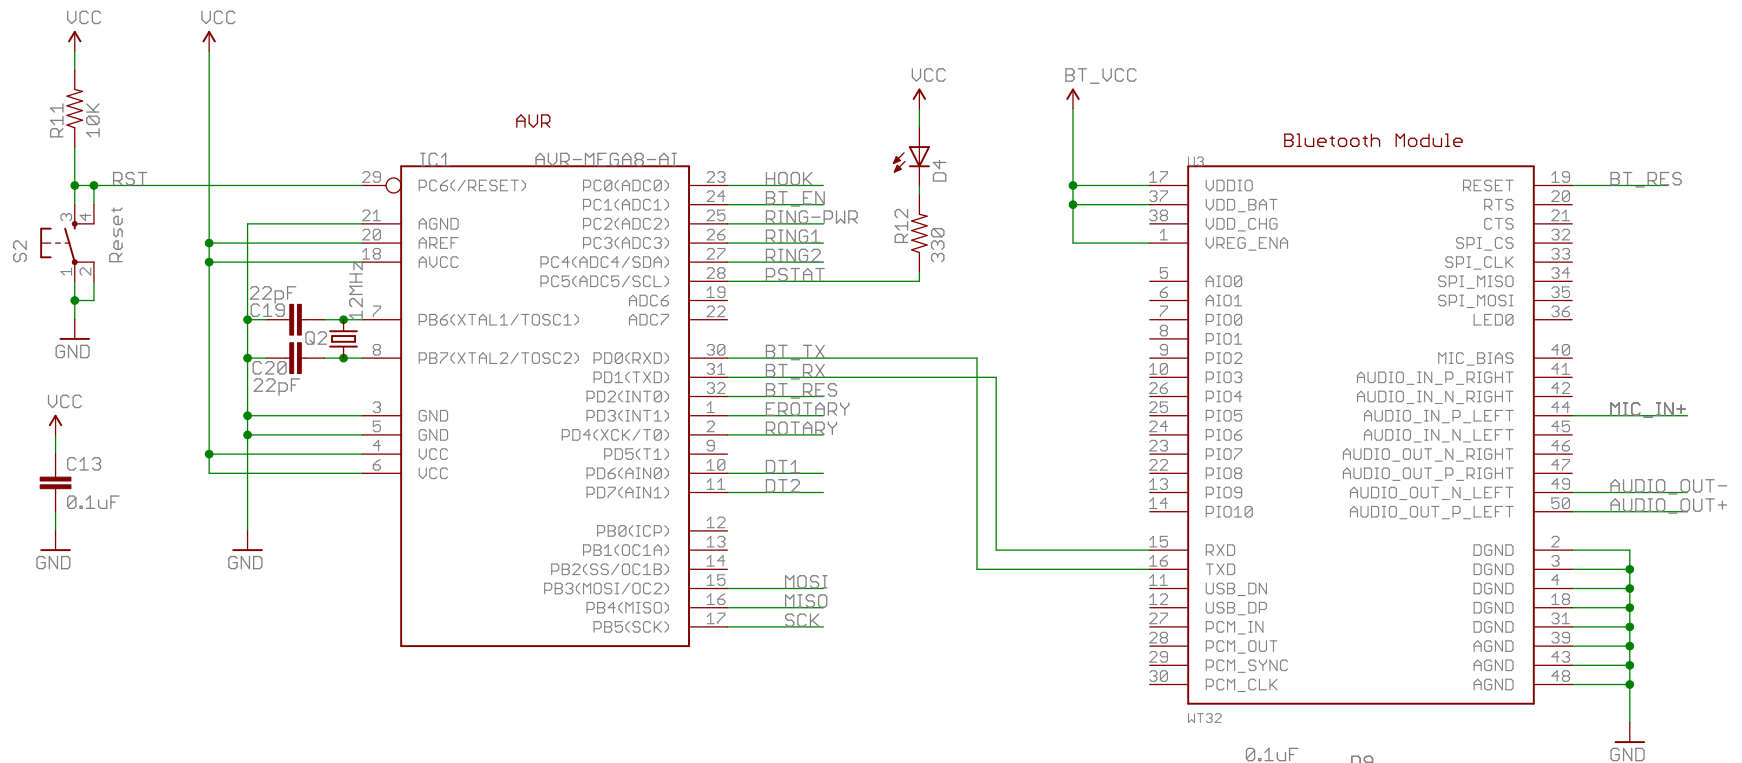 VCC
R11
10K
RST
S2
3
4
1
2
Reset
GND
VCC
C13
0.1uF
GND
VCC
22pF
C19
Q2
12MHz
C20
22pF
GND
AVR
IC1
AVR-MEGA8-AI
29 PC6(/RESET)
21 AGND
20 AREF
18 AVCC
7 PB6(XTAL1/TOSC1)
8 PB7(XTAL2/TOSC2)
3 GND
5 GND
4 VCC
6 VCC
PC0(ADC0) 23 HOOK
PC1(ADC1) 24 BT_EN
PC2(ADC2) 25 RING-PWR
PC3(ADC3) 26 RING1
PC4(ADC4/SDA) 27 RING2
PC5(ADC5/SCL) 28 PSTAT
ADC6 19
ADC7 22
PD0(RXD) 30 BT_TX
PD1(TXD) 31 BT_RX
PD2(INT0) 32 BT_RES
PD3(INT1) 1 EROTARY
PD4(XCK/T0) 2 ROTARY
PD5(T1) 9
PD6(AIN0) 10 DT1
PD7(AIN1) 11 DT2
PB0(ICP) 12
PB1(OC1A) 13
PB2(SS/OC1B) 14
PB3(MOSI/OC2) 15 MOSI
PB4(MISO) 16 MISO
PB5(SCK) 17 SCK
VCC
D4
R12
330
BT_VCC
Bluetooth Module
U3
17 VDDIO
37 VDD_BAT
38 VDD_CHG
1 VREG_ENA
5 AIO0
6 AIO1
7 PIO0
8 PIO1
9 PIO2
10 PIO3
26 PIO4
25 PIO5
24 PIO6
23 PIO7
22 PIO8
13 PIO9
14 PIO10
15 RXD
16 TXD
11 USB_DN
12 USB_DP
27 PCM_IN
28 PCM_OUT
29 PCM_SYNC
30 PCM_CLK
RESET 19 BT_RES
RTS 20
CTS 21
SPI_CS 32
SPI_CLK 33
SPI_MISO 34
SPI_MOSI 35
LED0 36
MIC_BIAS 40
AUDIO_IN_P_RIGHT 41
AUDIO_IN_N_RIGHT 42
AUDIO_IN_P_LEFT 44 MIC_IN+
AUDIO_IN_N_LEFT 45
AUDIO_OUT_N_RIGHT 46
AUDIO_OUT_P_RIGHT 47
AUDIO_OUT_N_LEFT 49 AUDIO_OUT-
AUDIO_OUT_P_LEFT 50 AUDIO_OUT+
DGND 2
DGND 3
DGND 4
DGND 18
DGND 31
AGND 39
AGND 43
AGND 48
WT32
GND
0.1uF